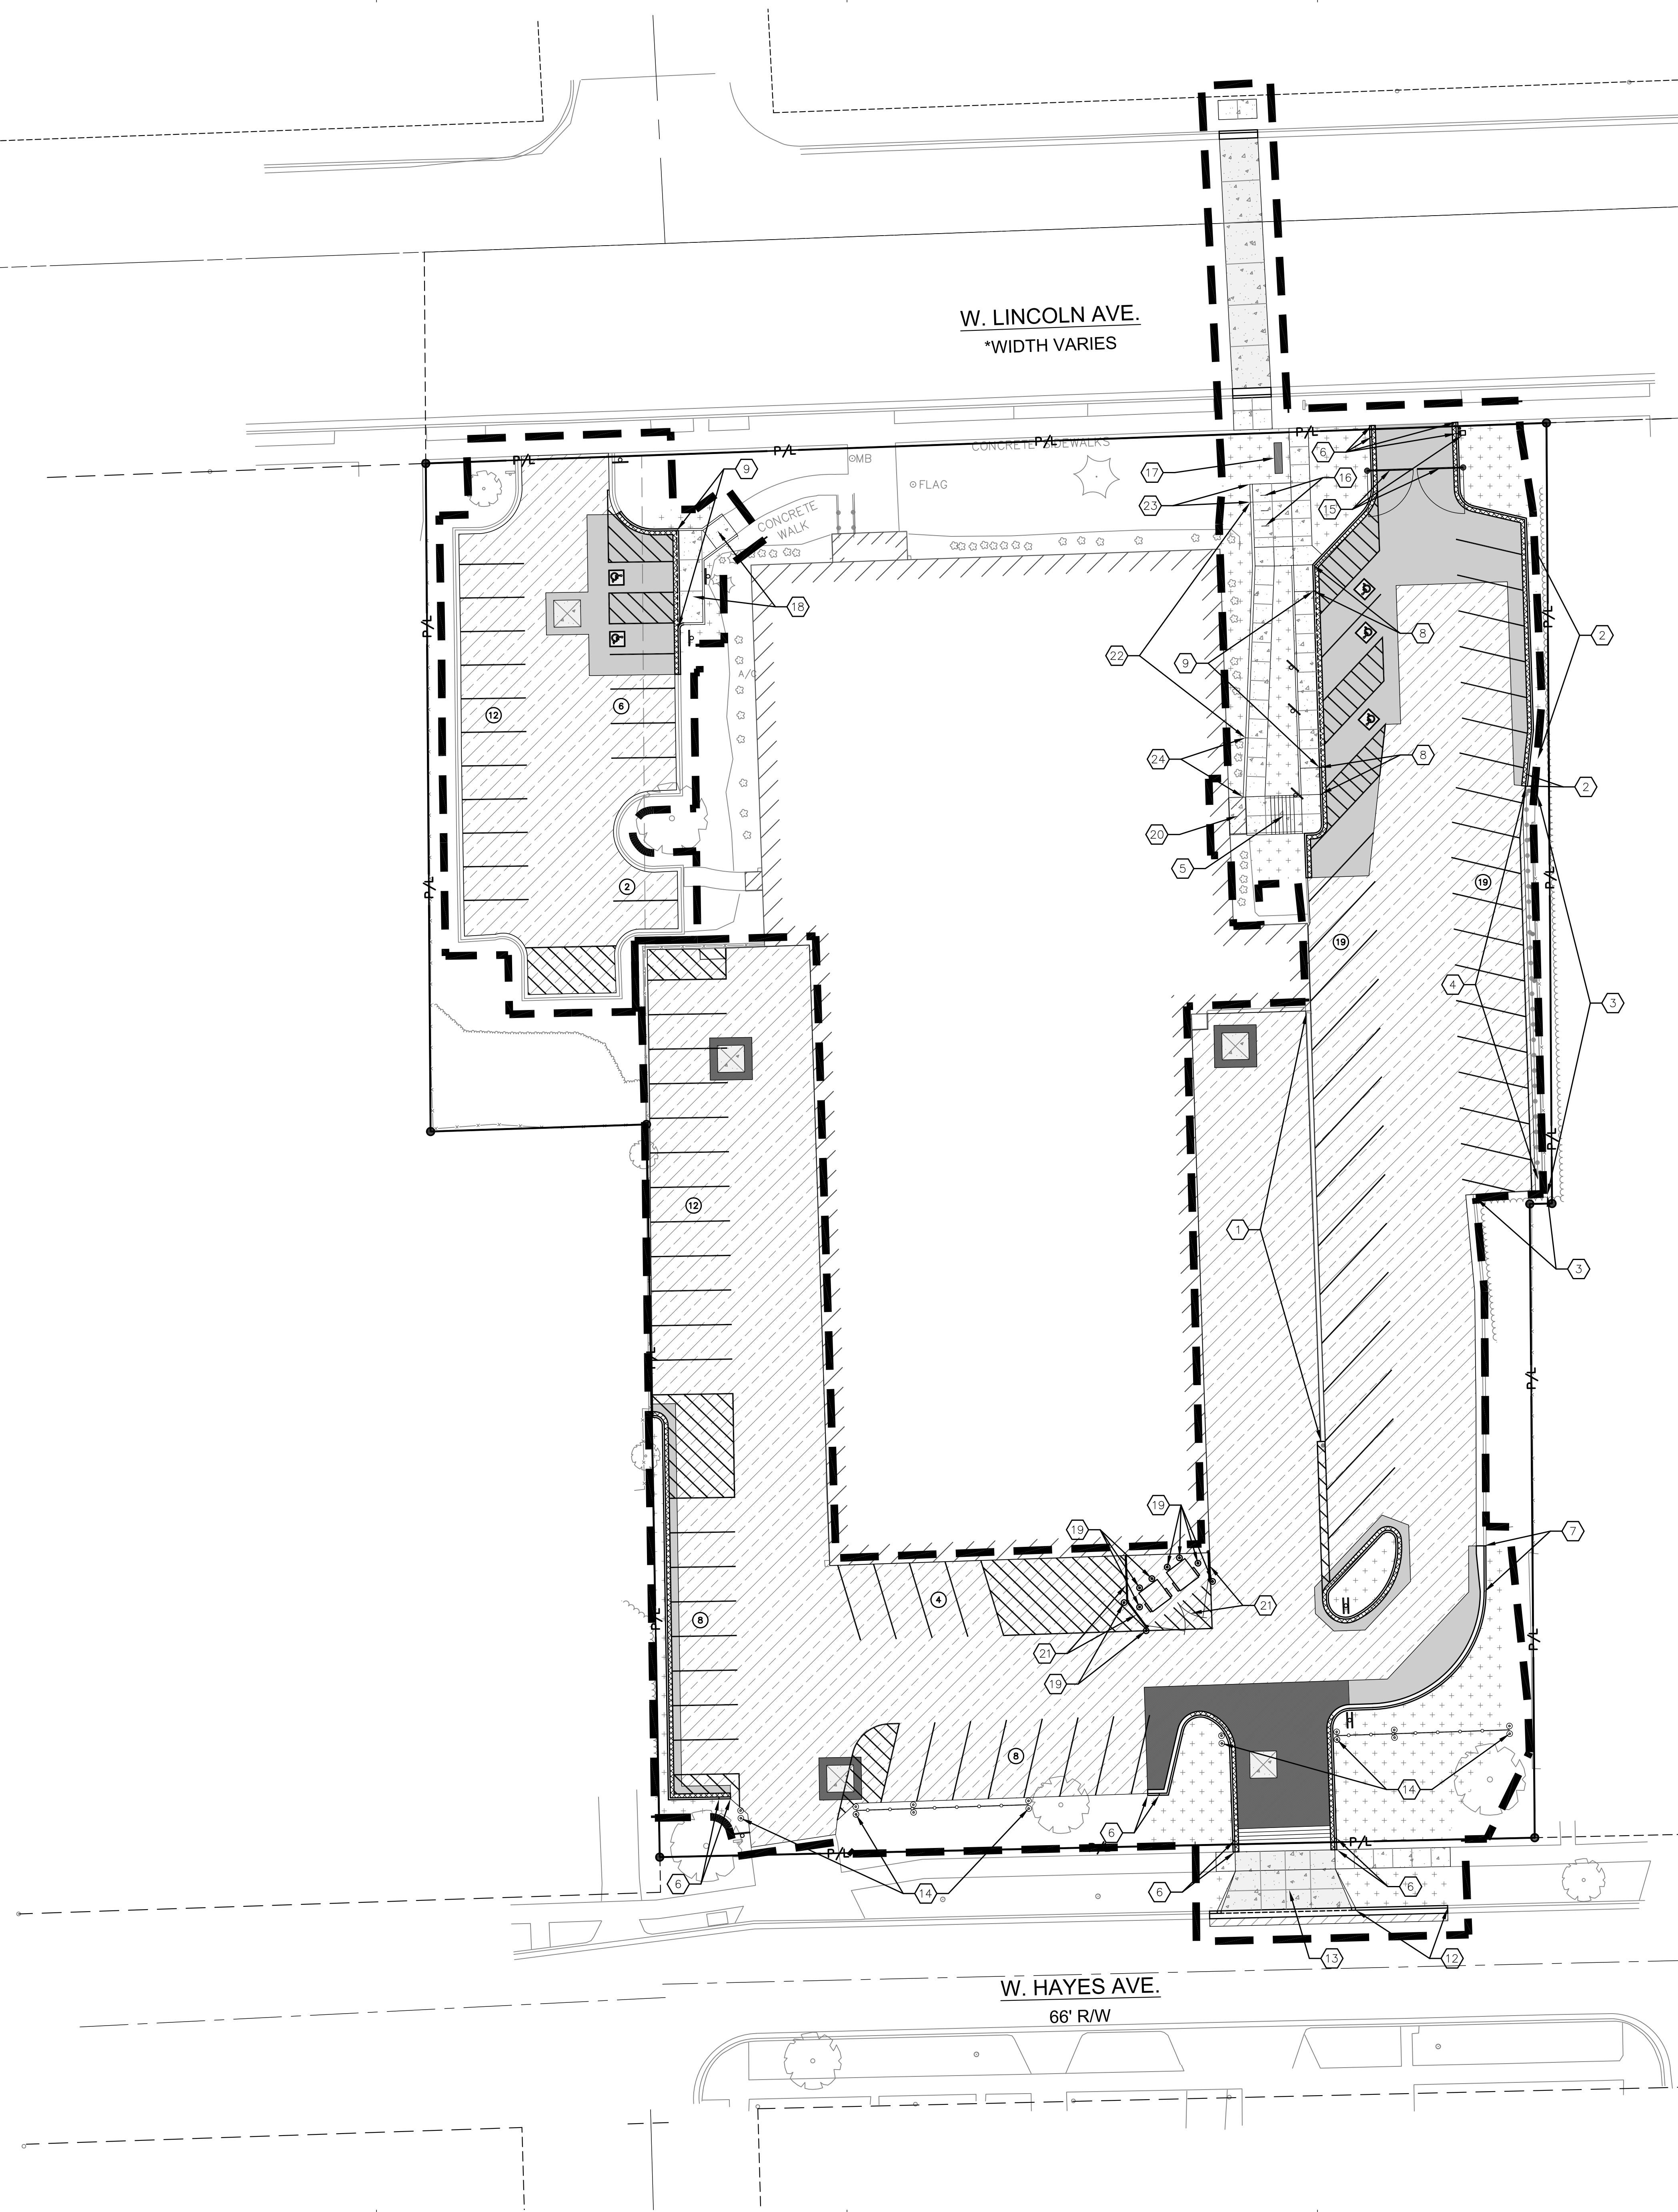 W. LINCOLN AVE.
*WIDTH VARIES
P/L
P/L
P/L
CONCRETE SIDEWALKS
MB
FLAG
CONCRETE
WALK
9
17
23
16
6
15
18
P/L
P/L
2
22
9
8
A/C
12
6
24
8
2
20
5
19
19
2
P/L
P/L
4
3
12
1
P/L
3
P/L
P/L
19
19
7
4
21
21
19
8
P/L
P/L
8
14
6
P/L
P/L
P/L
6
14
6
6
13
12
W. HAYES AVE.
66' R/W